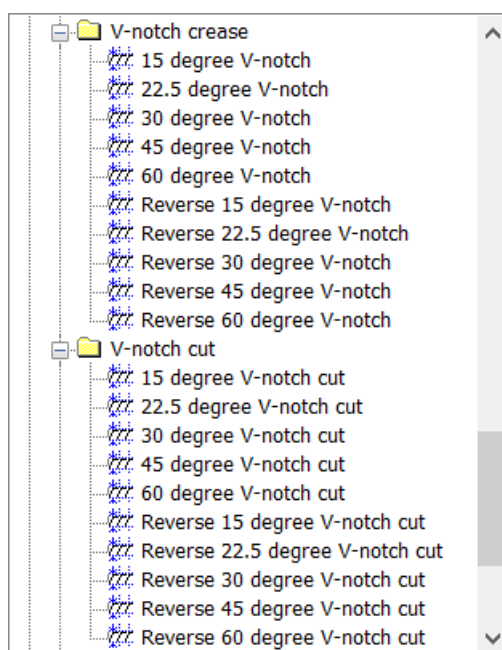 V-notch crease
15 degree V-notch
22.5 degree V-notch
30 degree V-notch
45 degree V-notch
60 degree V-notch
Reverse 15 degree V-notch
Reverse 22.5 degree V-notch
Reverse 30 degree V-notch
Reverse 45 degree V-notch
Reverse 60 degree V-notch
V-notch cut
15 degree V-notch cut
22.5 degree V-notch cut
30 degree V-notch cut
45 degree V-notch cut
60 degree V-notch cut
Reverse 15 degree V-notch cut
Reverse 22.5 degree V-notch cut
Reverse 30 degree V-notch cut
Reverse 45 degree V-notch cut
Reverse 60 degree V-notch cut